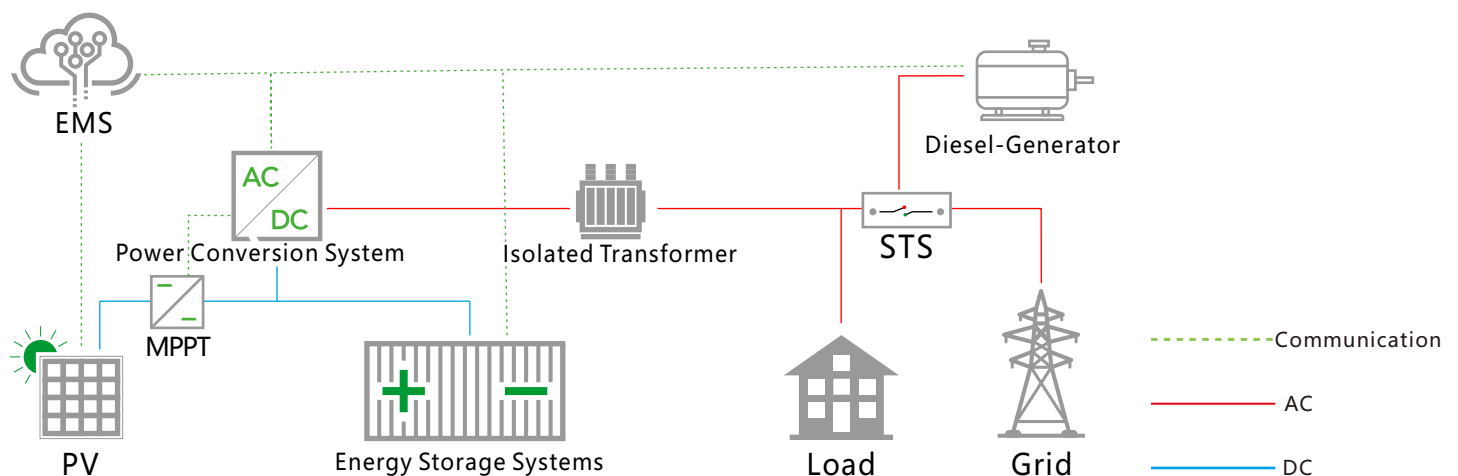 EMS
Diesel-Generator
AC
DC
Power Conversion System
Isolated Transformer
STS
MPPT
Communication
AC
PV
Energy Storage Systems
Load
Grid
DC